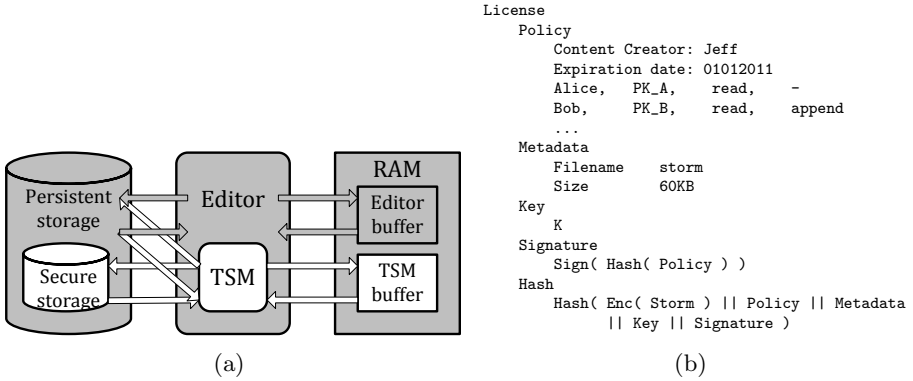 Persistent
storage
Secure
storage
Editor
TSM
RAM
Editor
buffer
TSM
buffer
(a)
License
Policy
Content Creator: Jeff
Expiration date: 01012011
Alice, PK_A, read, -
Bob, PK_B, read, append
...
Metadata
Filename storm
Size 60KB
Key
K
Signature
Sign( Hash( Policy ) )
Hash
Hash( Enc( Storm ) || Policy || Metadata
|| Key || Signature )
(b)